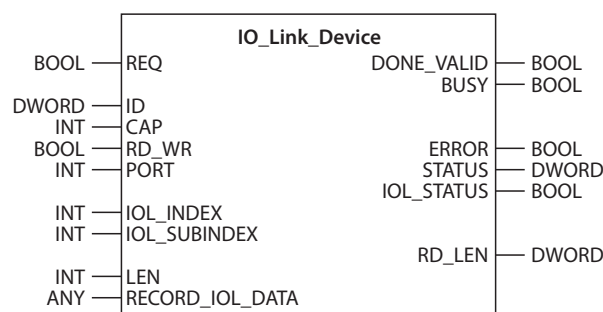 IO_Link_Device
BOOL REQ DONE_VALID BOOL
BUSY BOOL
DWORD ID
INT CAP
BOOL RD_WR ERROR BOOL
INT PORT STATUS DWORD
IOL_STATUS BOOL
INT IOL_INDEX
INT IOL_SUBINDEX
RD_LEN DWORD
INT LEN
ANY RECORD_IOL_DATA